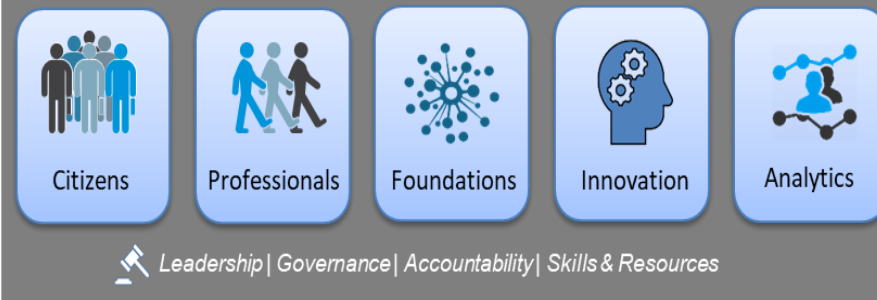 Citizens
Professionals
Foundations
Innovation
Analytics
Leadership| Governance| Accountability| Skills & Resources